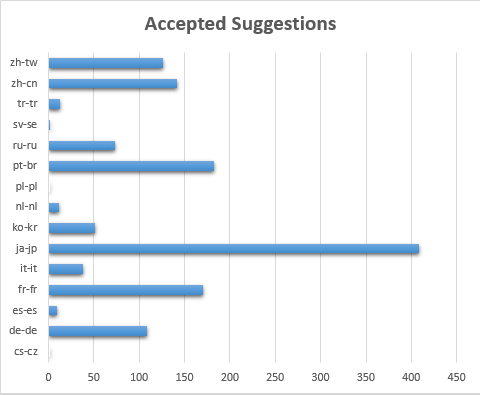 Accepted Suggestions
zh-tw
zh-cn
tr-tr
sv-se
ru-ru
pt-br
pl-pl
nl-nl
ko-kr
ja-jp
it-it
fr-fr
es-es
de-de
cs-cz
0 50 100 150 200 250 300 350 400 450